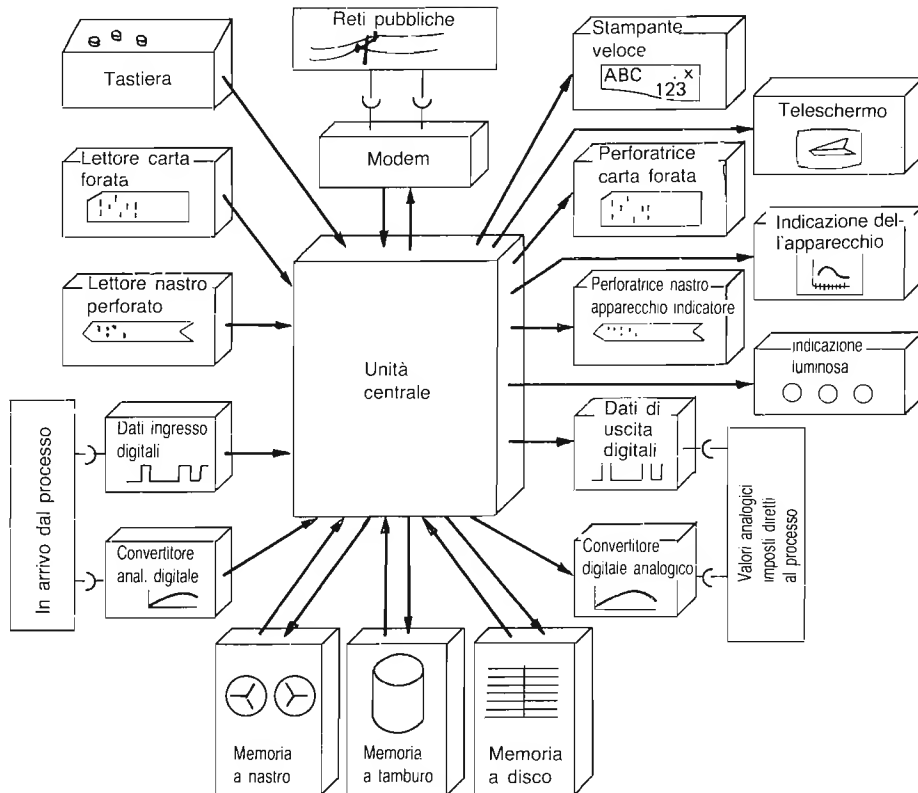 Reti pubbliche
Tastiera
Stampante
veloce
ABC
.x
123
Teleschermo
Modem
Lettore carta
forata
Perforatrice
carta forata
Indicazione del-
l'apparecchio
Lettore nastro
perforato
Perforatrice nastro
apparecchio indicatore
Unità
centrale
Indicazione
luminosa
In arrivo dal processo
Dati ingresso
digitali
Dati di
uscita
digitali
Valori analogici
imposti diretti
al processo
Convertitore
anal. digitale
Convertitore
digitale analogico
Memoria
a nastro
Memoria
a tamburo
Memoria
a disco